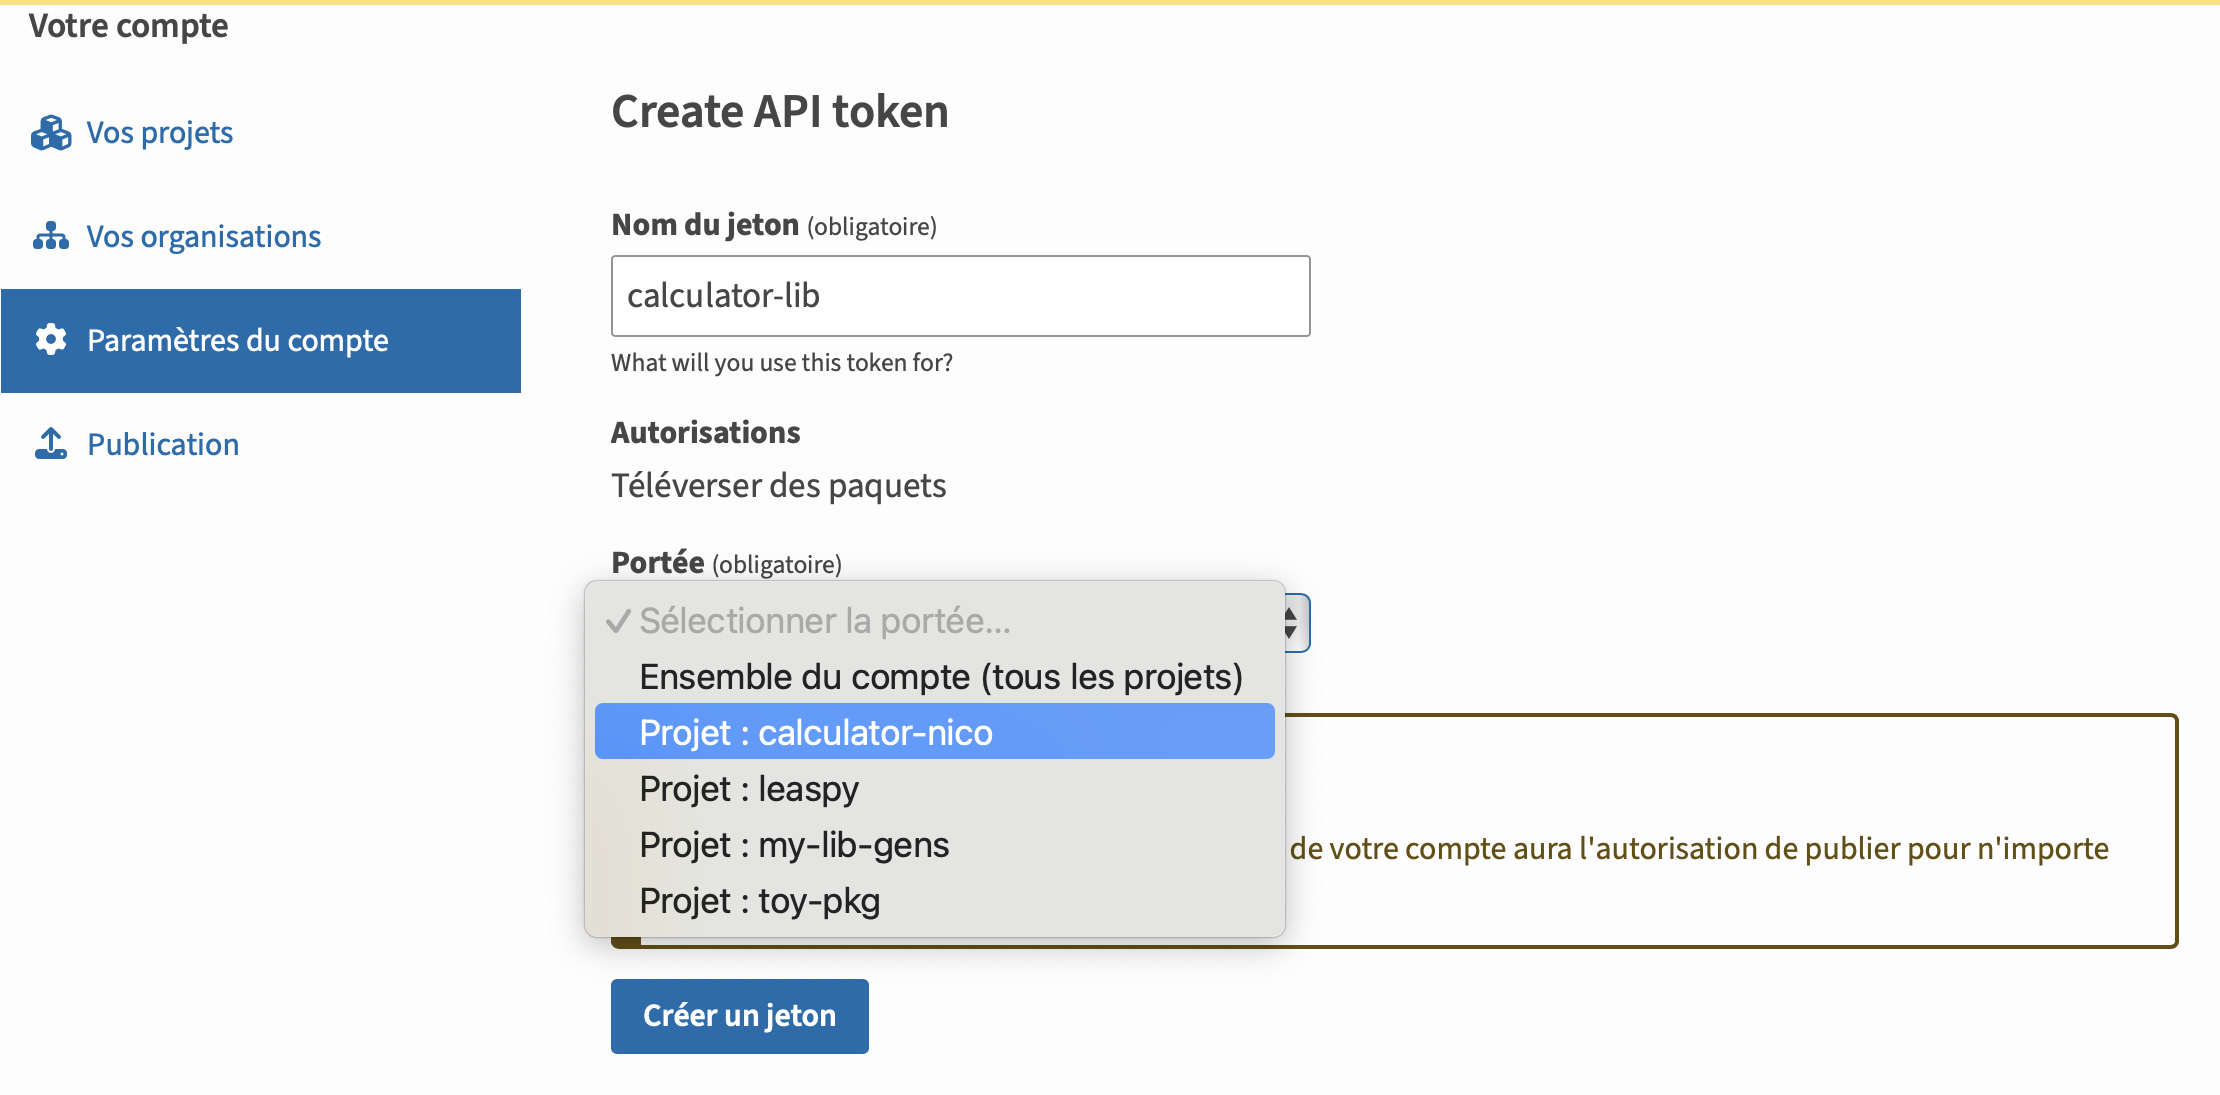 Votre compte
Vos projets
Vos organisations
Paramètres du compte
Publication
Create API token
Nom du jeton (obligatoire)
calculator-lib
What will you use this token for?
Autorisations
Téléverser des paquets
Portée (obligatoire)
✓ Sélectionner la portée...
Ensemble du compte (tous les projets)
Projet : calculator-nico
Projet : leaspy
Projet : my-lib-gens
Projet : toy-pkg
de votre compte aura l'autorisation de publier pour n'importe
Créer un jeton